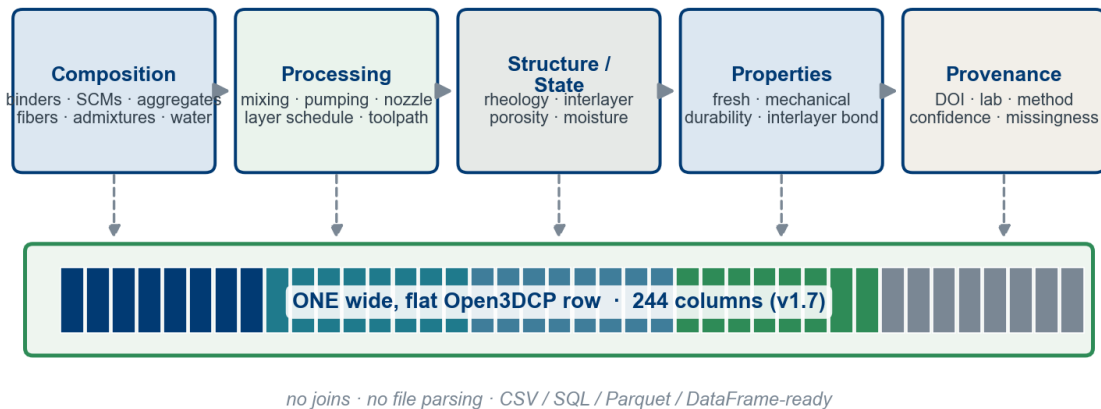 Composition
binders · SCMs · aggregates
fibers · admixtures · water
Processing
mixing · pumping · nozzle
layer schedule · toolpath
Structure /
State
rheology · interlayer
porosity · moisture
Properties
fresh · mechanical
durability · interlayer bond
Provenance
DOI · lab · method
confidence · missingness
ONE wide, flat Open3DCP row · 244 columns (v1.7)
no joins · no file parsing · CSV / SQL / Parquet / DataFrame-ready